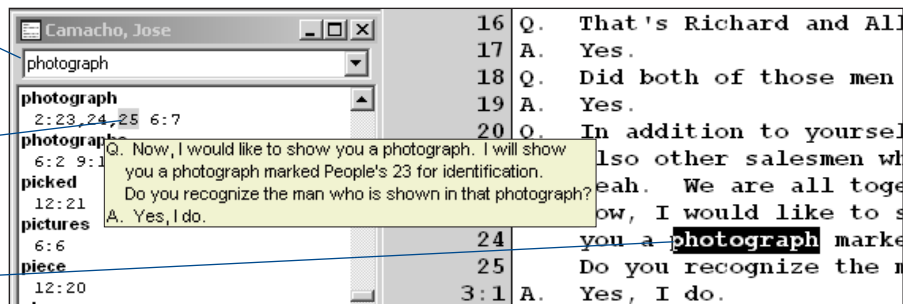 Camacho, Jose
photograph
photograph
2:23,24,25 6:7
photographs
6:2 9:1
picked
12:21
pictures
6:6
piece
12:20
Q. Now, I would like to show you a photograph. I will show
you a photograph marked People's 23 for identification.
Do you recognize the man who is shown in that photograph?
A. Yes, I do.
16 Q. That's Richard and All
17 A. Yes.
18 Q. Did both of those men
19 A. Yes.
20 Q. In addition to yoursel
lso other salesmen wh
eah. We are all toge
ow, I would like to s
24 you a photograph marke
25 Do you recognize the m
3:1 A. Yes, I do.